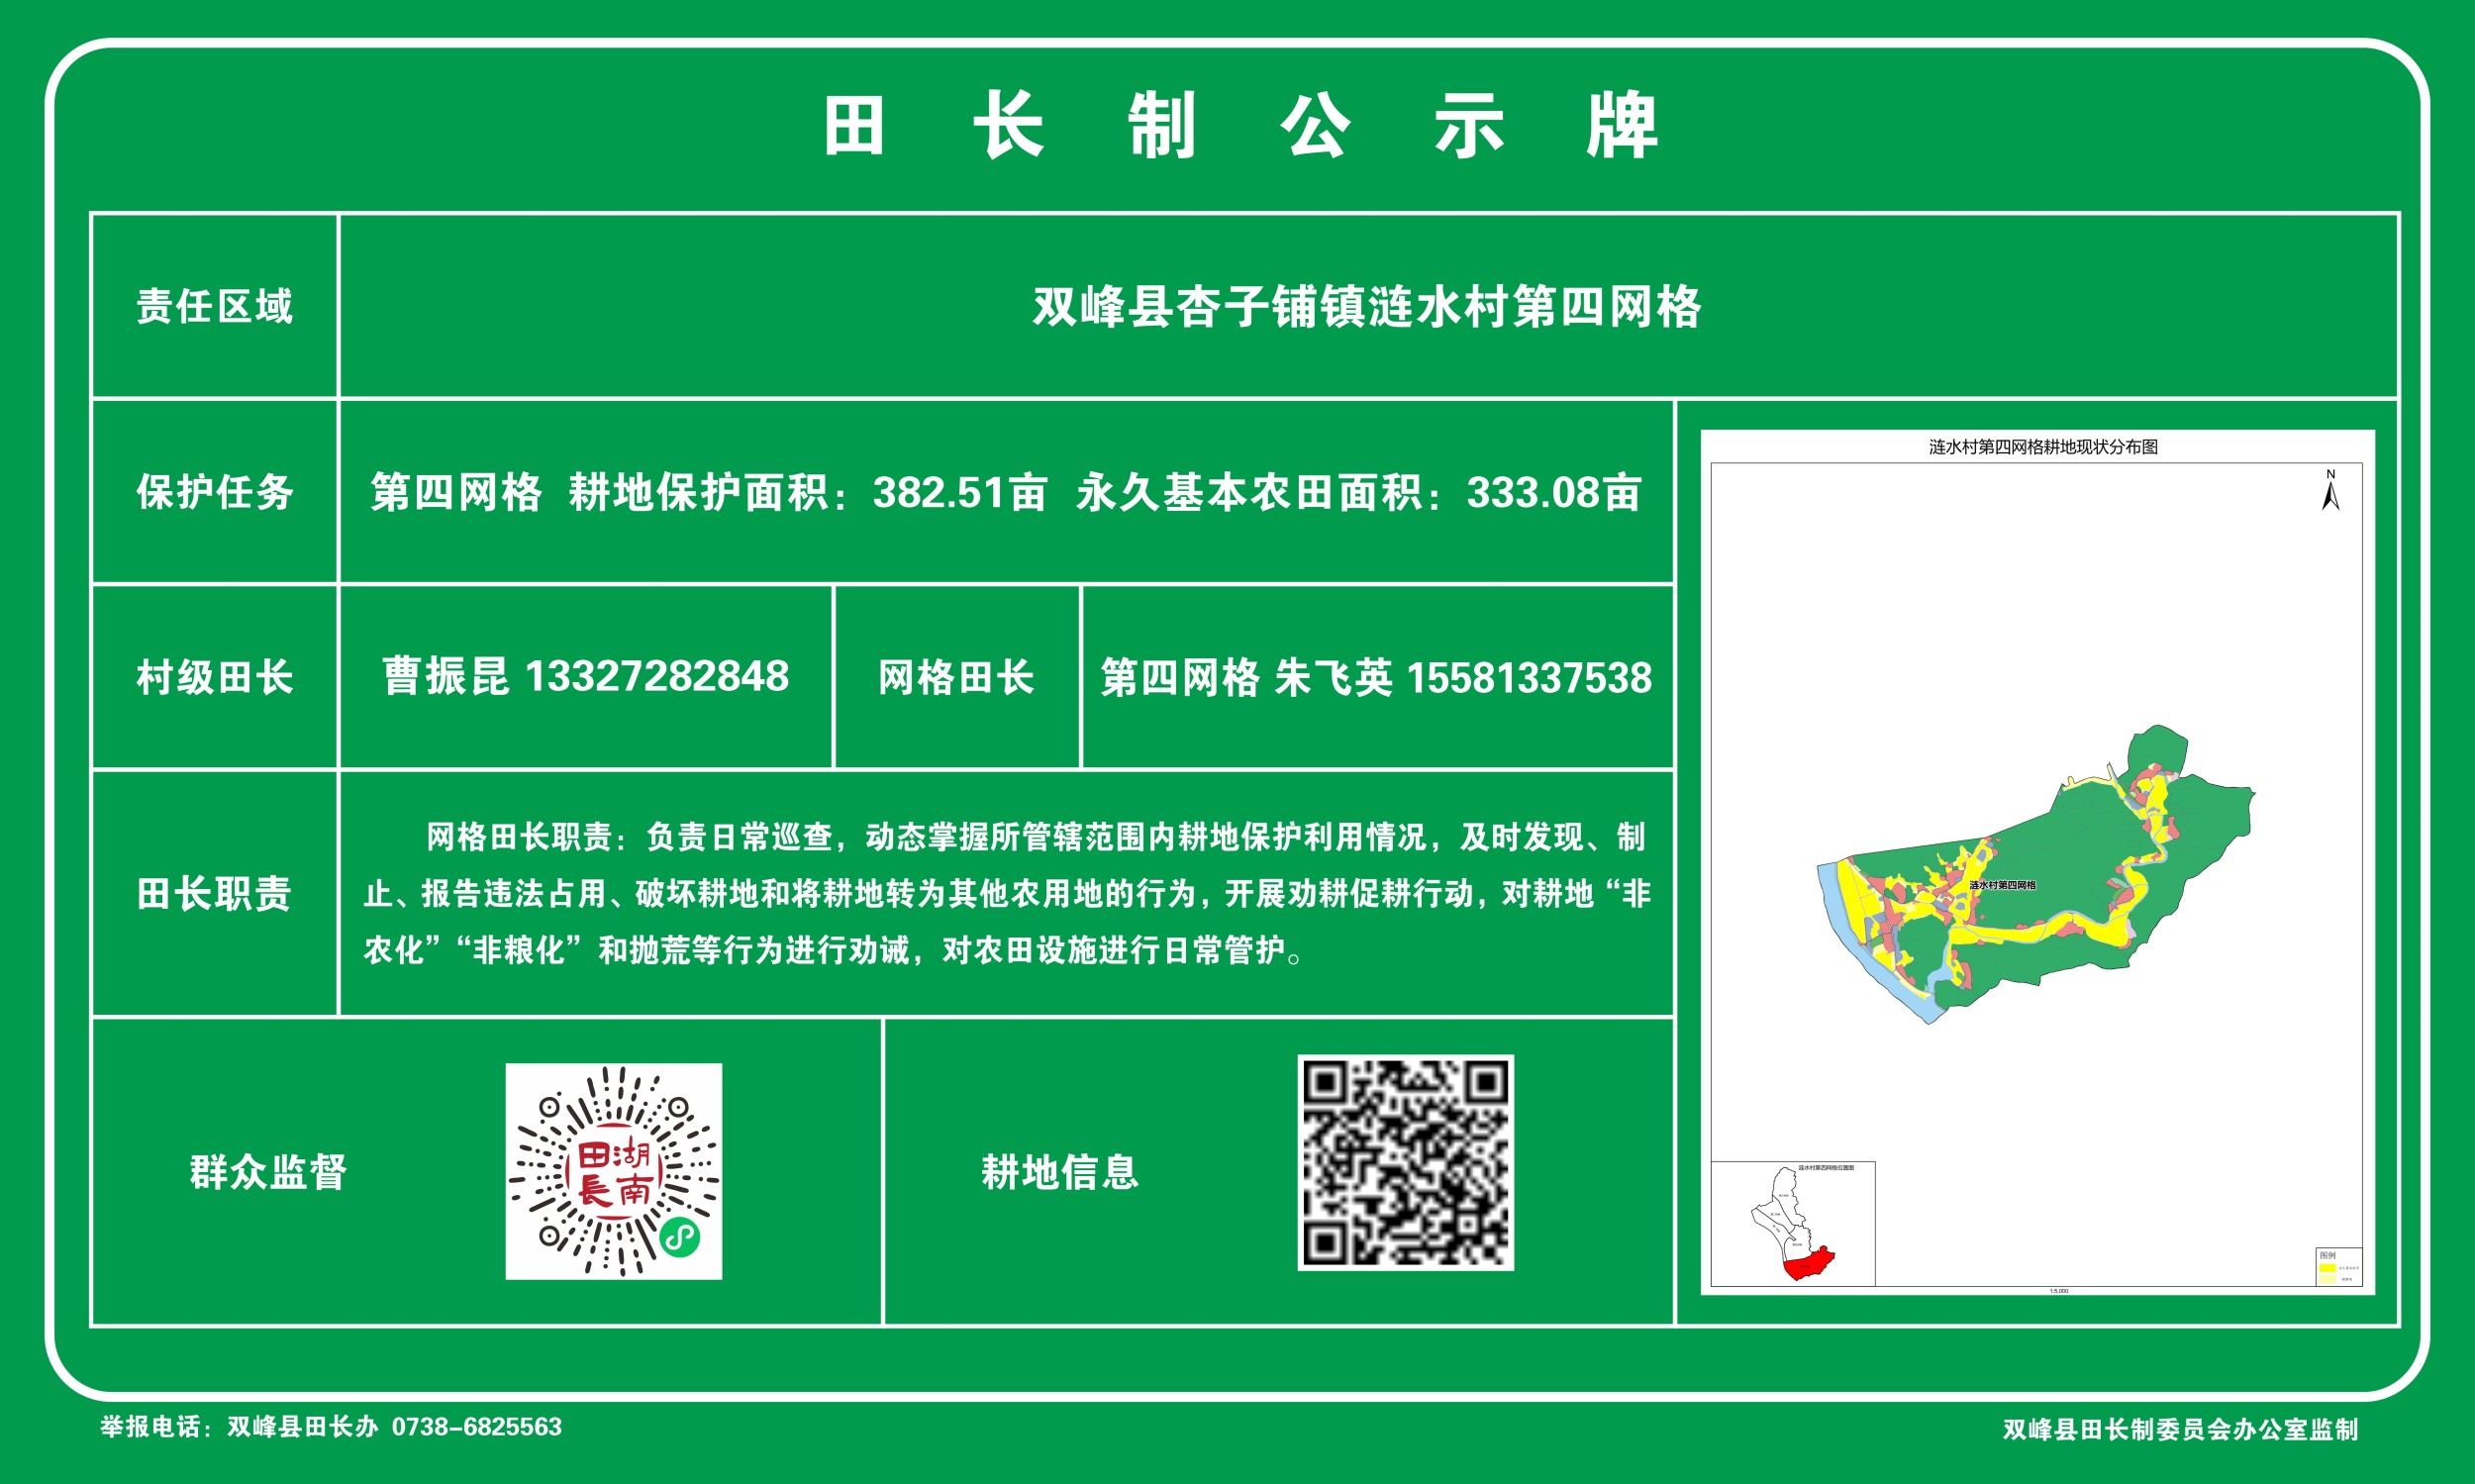 田长制公示牌
责任区域
双峰县杏子铺镇涟水村第四网格
保护任务
第四网格 耕地保护面积：382.51亩 永久基本农田面积：333.08亩
村级田长
曹振昆 13327282848
网格田长
第四网格 朱飞英 15581337538
田长职责
网格田长职责：负责日常巡查，动态掌握所管辖范围内耕地保护利用情况，及时发现、制
止、报告违法占用、破坏耕地和将耕地转为其他农用地的行为，开展劝耕促耕行动，对耕地“非
农化”“非粮化”和抛荒等行为进行劝诫，对农田设施进行日常管护。
群众监督
湖南
田長
耕地信息
涟水村第四网格耕地现状分布图
N
涟水村第四网格
涟水村第四网格位置图
图例
1:5,000
举报电话：双峰县田长办 0738-6825563
双峰县田长制委员会办公室监制